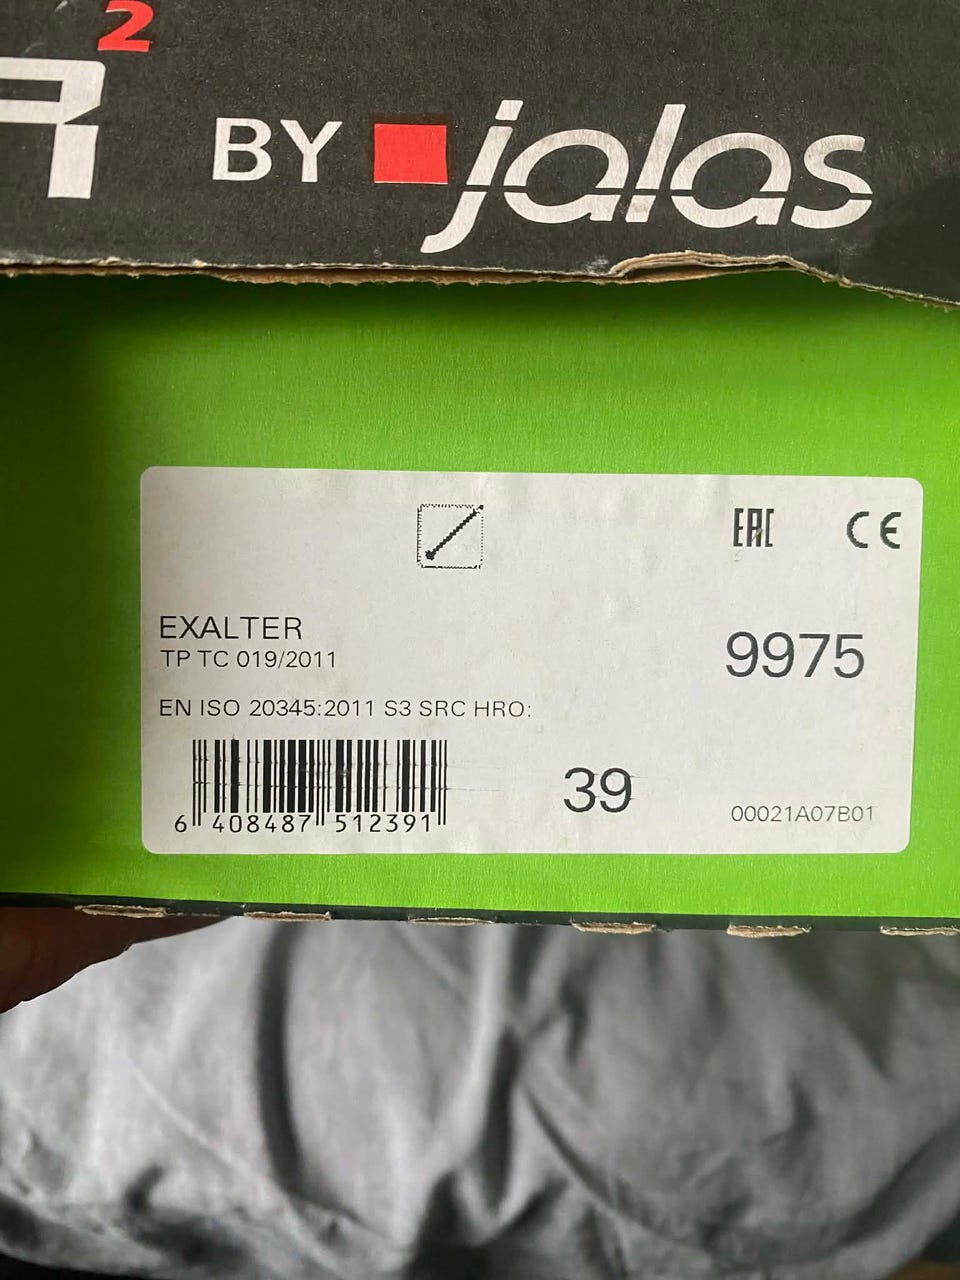 2
R
BY jalas
EAC CE
EXALTER
TP TC 019/2011
9975
EN ISO 20345:2011 S3 SRC HRO:
39
6 408487 512391
00021A07B01